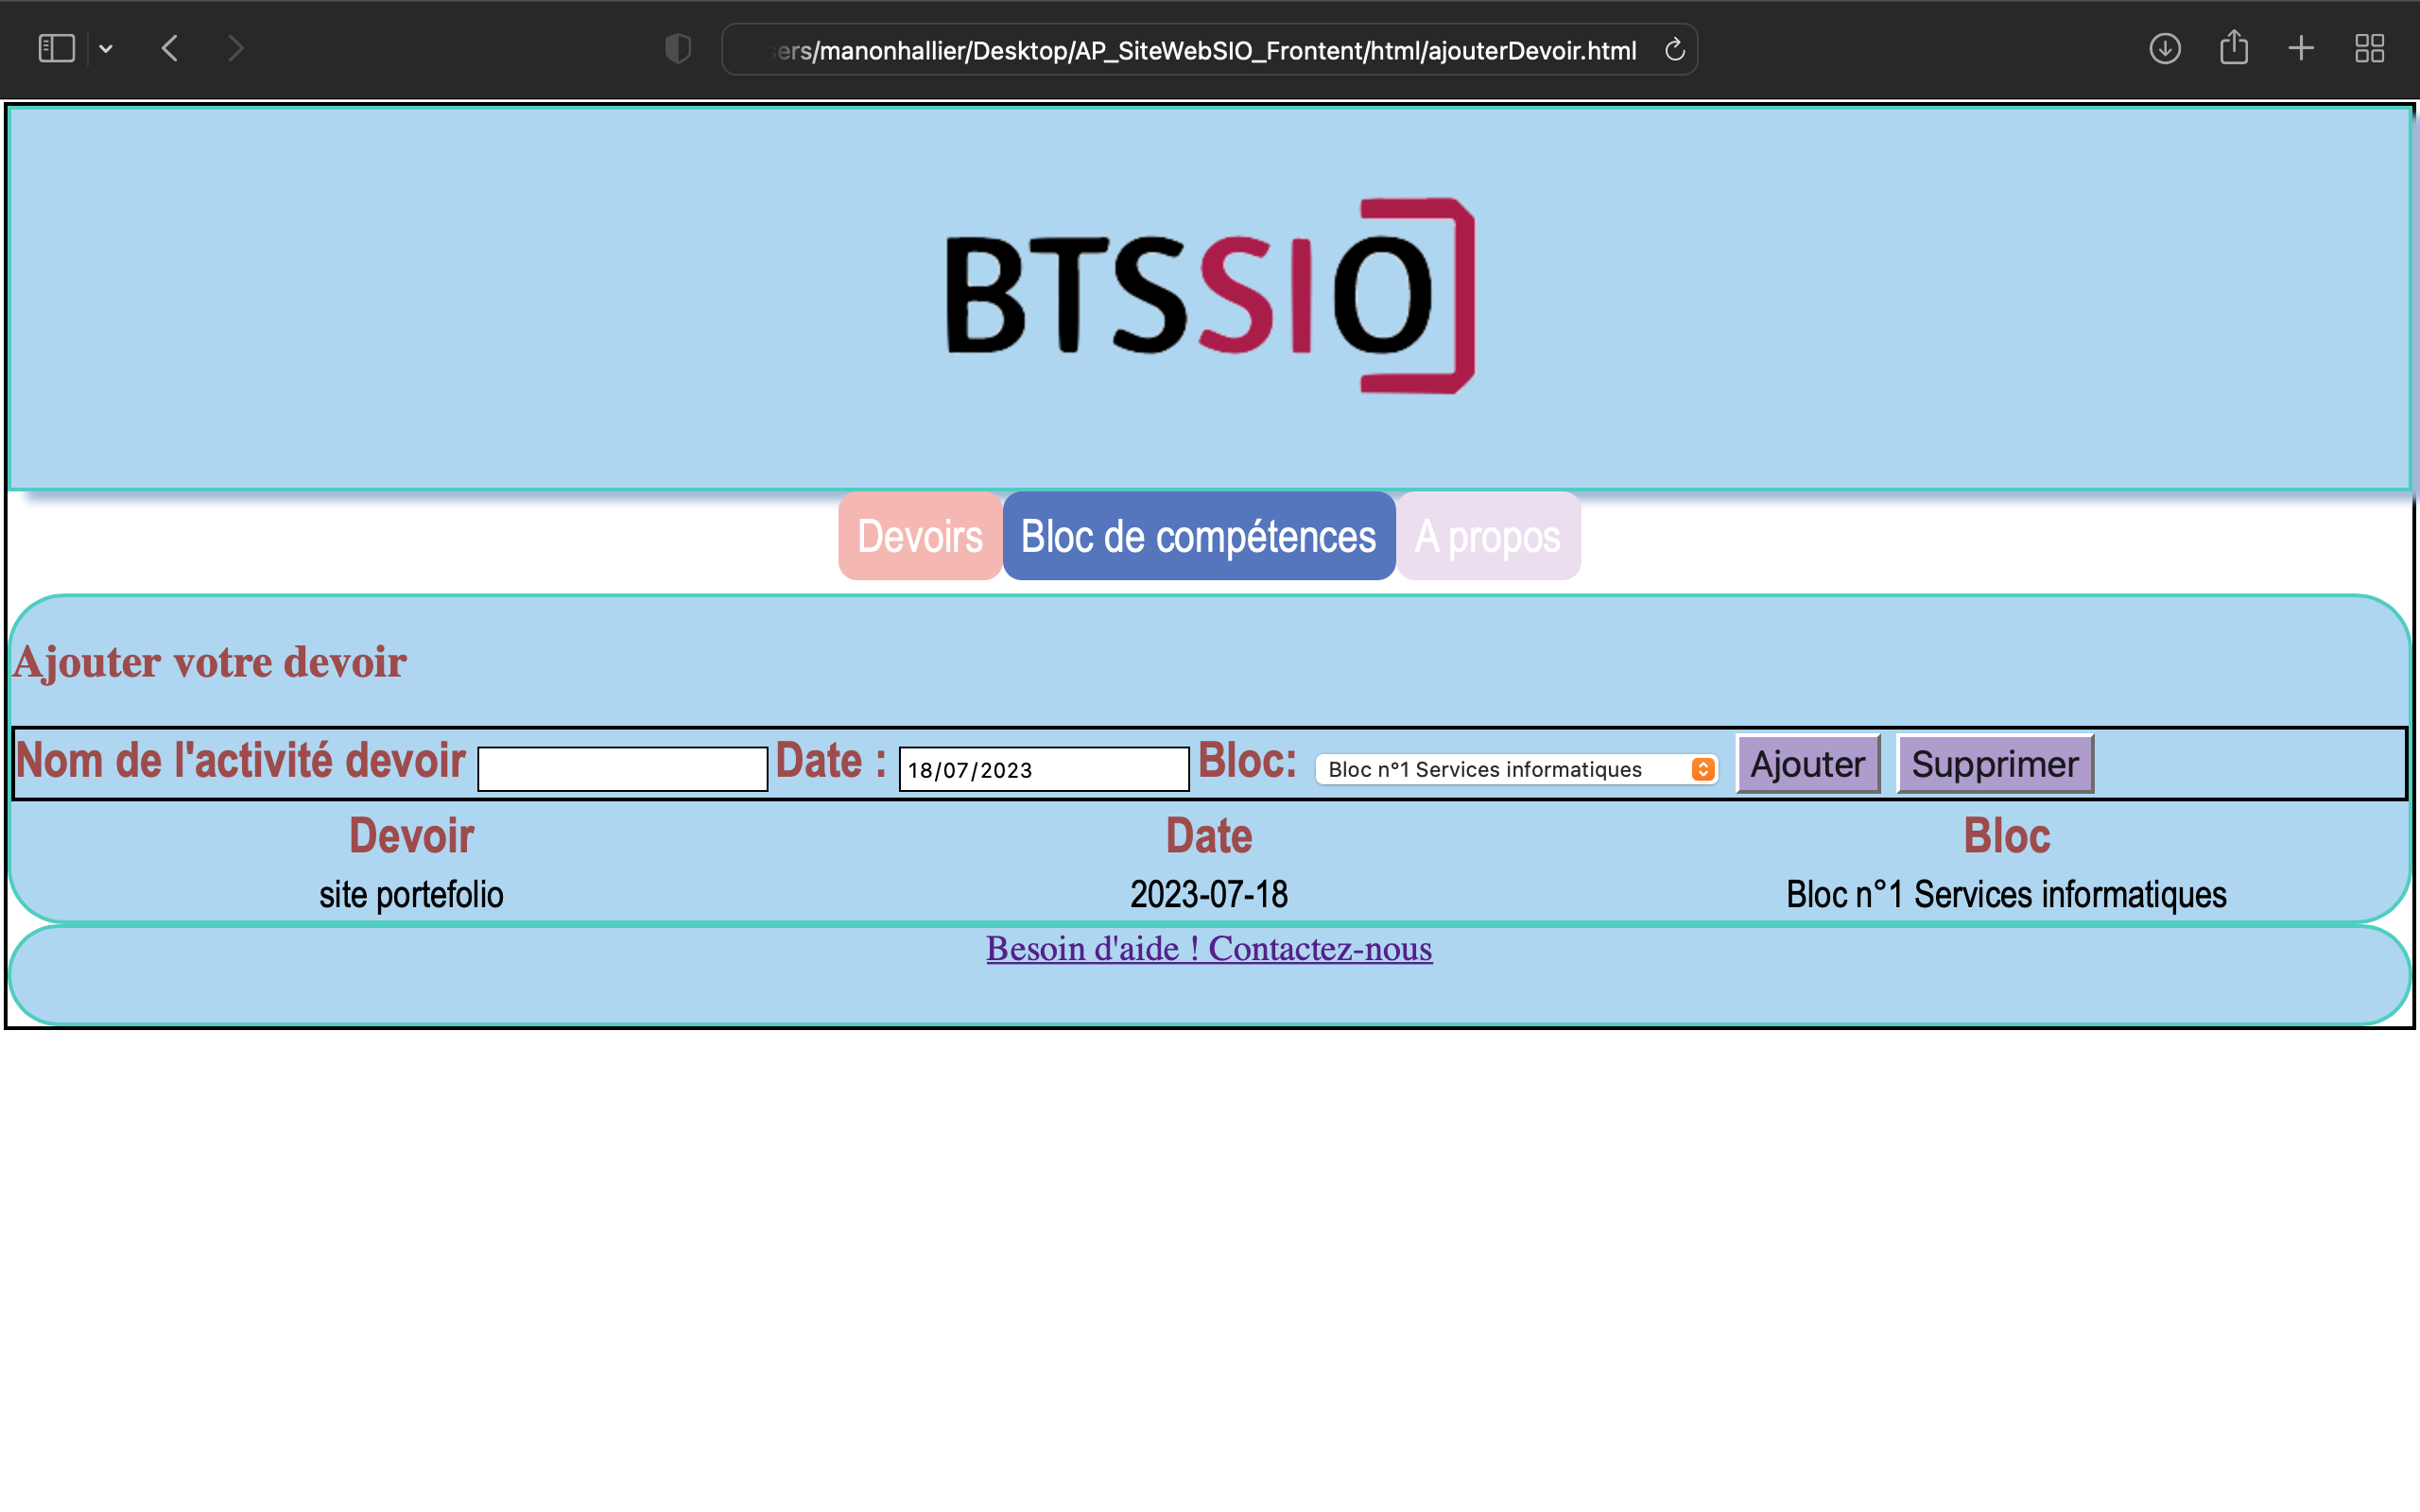 ers/manonhallier/Desktop/AP_SiteWebSIO_Frontent/html/ajouterDevoir.html
BTSSIO
Devoirs Bloc de compétences A propos
Ajouter votre devoir
Nom de l'activité devoir Date : 18/07/2023 Bloc: Bloc n°1 Services informatiques Ajouter Supprimer
Devoir Date Bloc
site portefolio 2023-07-18 Bloc n°1 Services informatiques
Besoin d'aide ! Contactez-nous